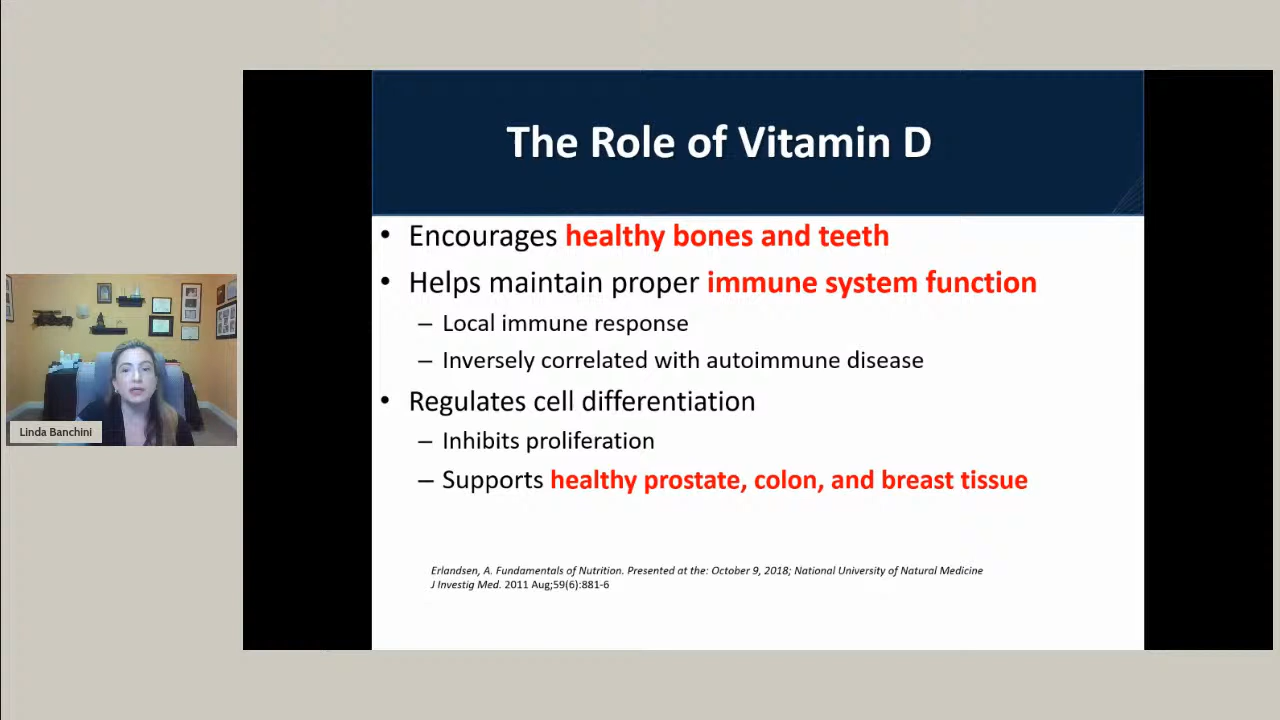 The Role of Vitamin D
• Encourages healthy bones and teeth
• Helps maintain proper immune system function
– Local immune response
– Inversely correlated with autoimmune disease
• Regulates cell differentiation
– Inhibits proliferation
– Supports healthy prostate, colon, and breast tissue
Erlandsen, A. Fundamentals of Nutrition. Presented at the: October 9, 2018; National University of Natural Medicine
J Investig Med. 2011 Aug;59(6):881-6
Linda Banchini